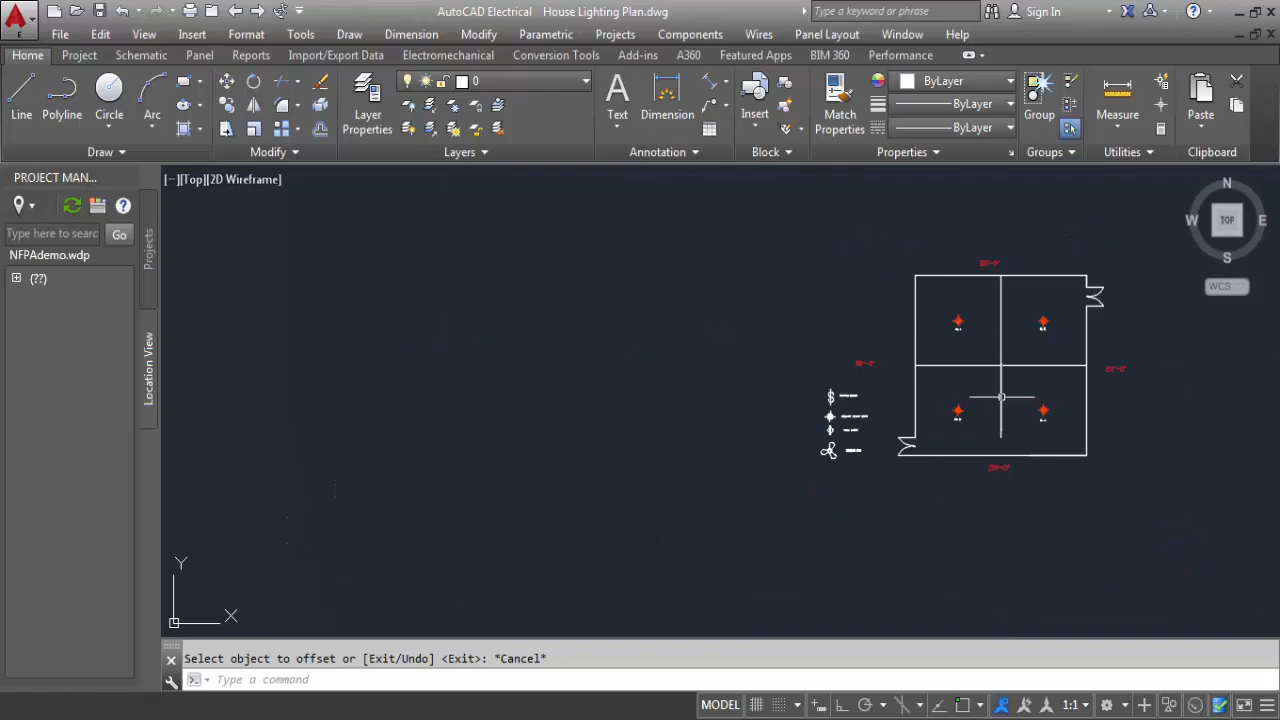 AutoCAD Electrical House Lighting Plan.dwg
Type a keyword or phrase
Sign In
E
File Edit View Insert Format Tools Draw Dimension Modify Parametric Projects Components Wires Panel Layout Window Help
Home Project Schematic Panel Reports Import/Export Data Electromechanical Conversion Tools Add-ins A360 Featured Apps BIM 360 Performance
0
ByLayer
ByLayer
ByLayer
Line Polyline Circle Arc
Layer Properties
Text Dimension
Insert
Match Properties
Group
Measure
Paste
Draw Modify Layers Annotation Block Properties Groups Utilities Clipboard
PROJECT MAN...
Type here to searc
Go
NFPAdemo.wdp
(??)
Projects
Location View
[−][Top][2D Wireframe]
N
W TOP E
S
WCS
$
Y
X
Select object to offset or [Exit/Undo] <Exit>: *Cancel*
Type a command
MODEL
1:1